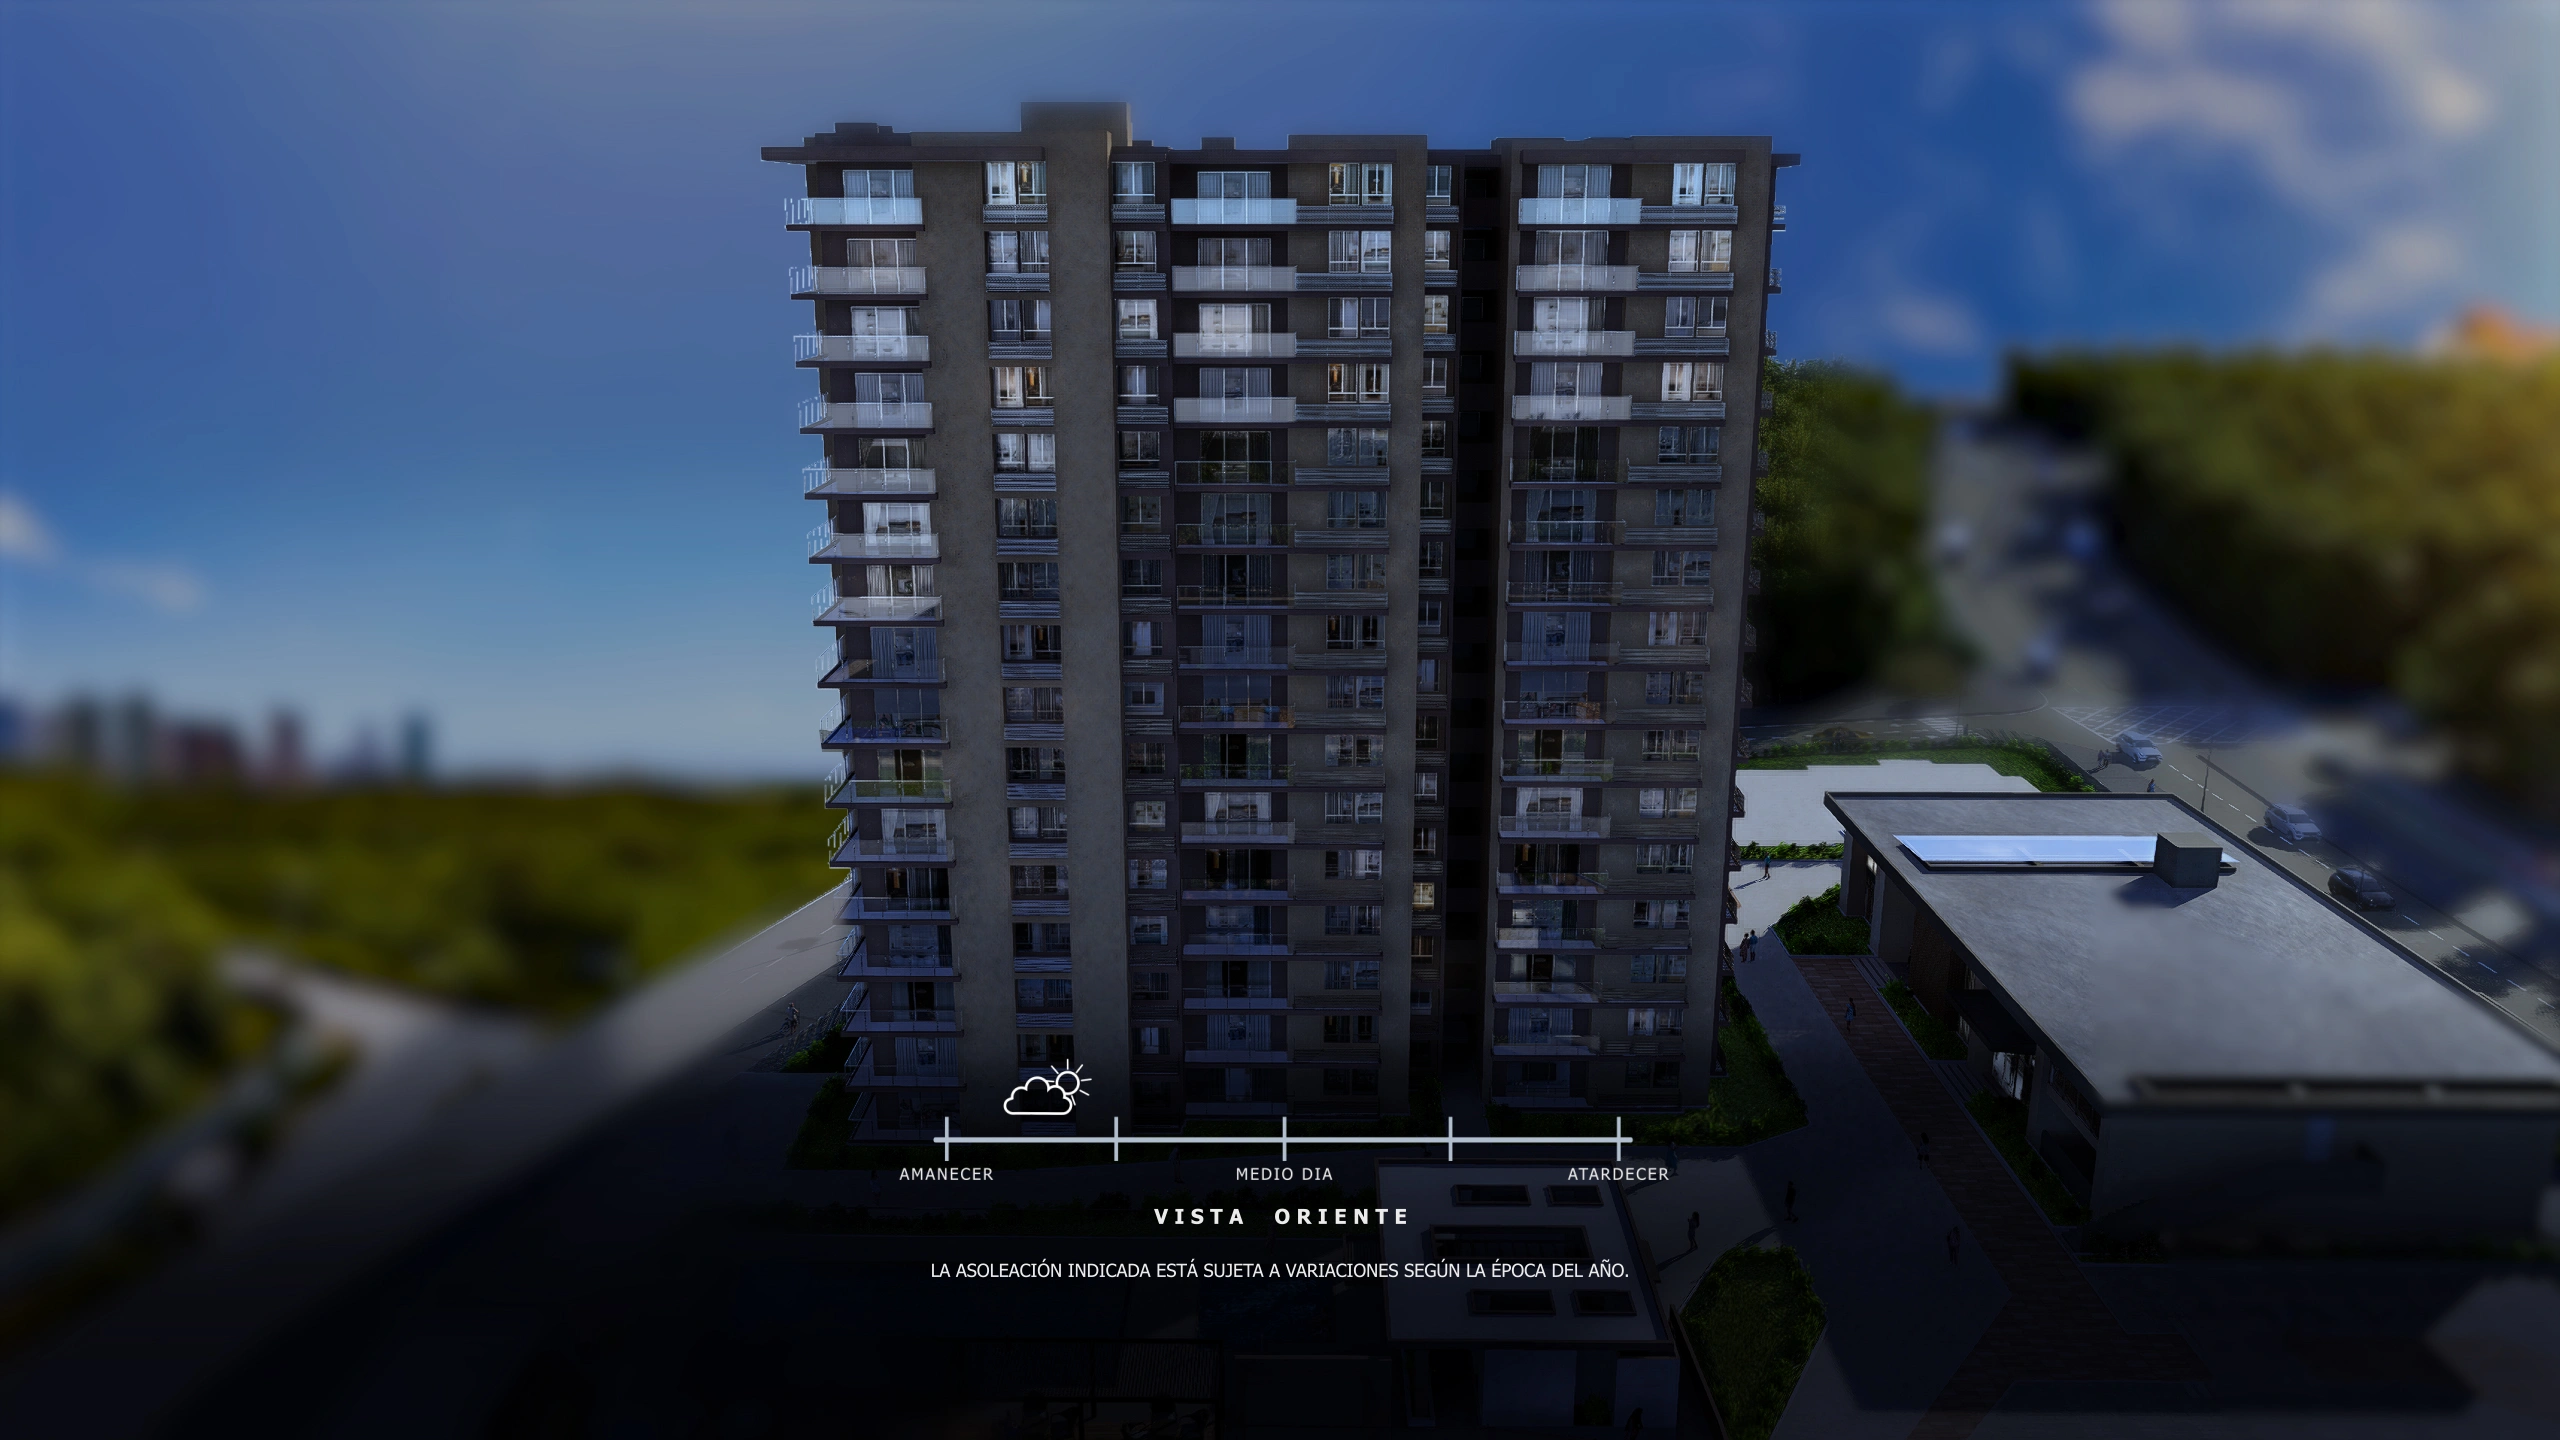 AMANECER MEDIO DIA ATARDECER
VISTA ORIENTE
LA ASOLEACIÓN INDICADA ESTÁ SUJETA A VARIACIONES SEGÚN LA ÉPOCA DEL AÑO.